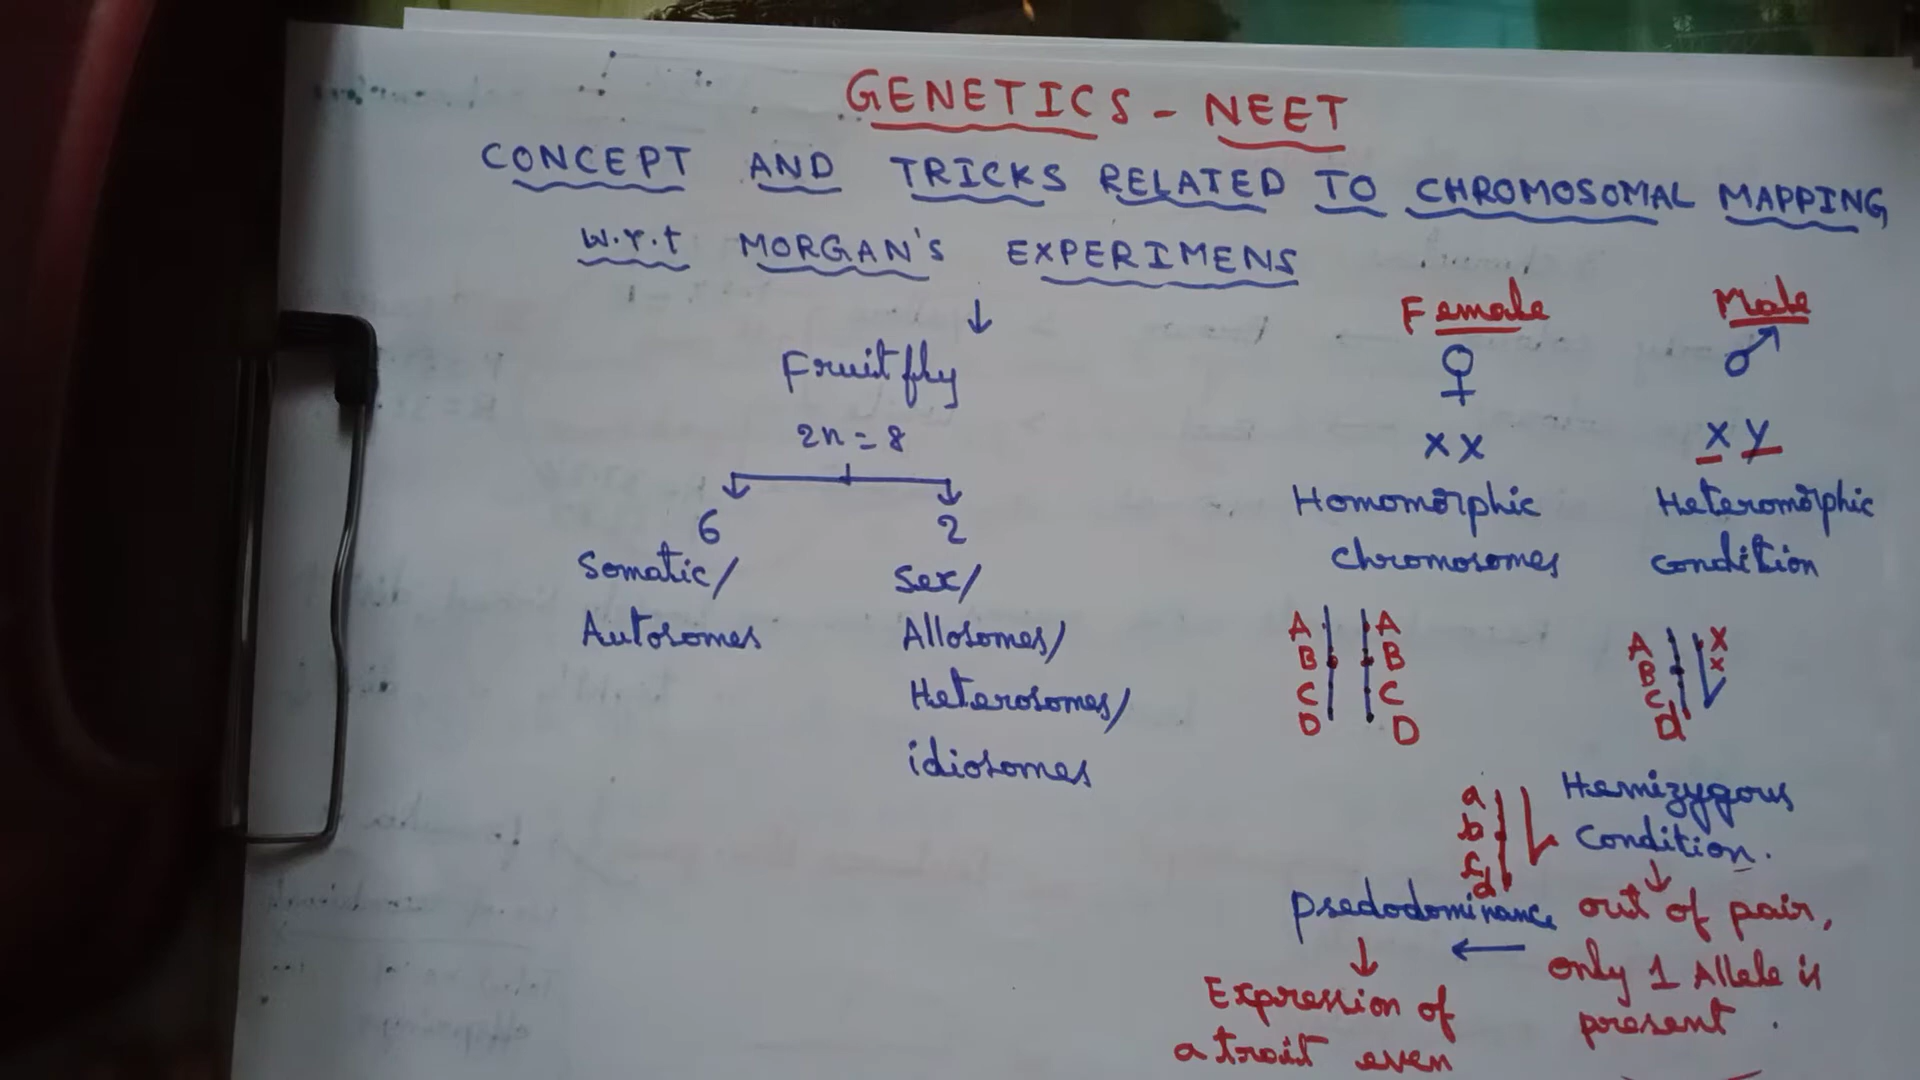 GENETICS - NEET
CONCEPT AND TRICKS RELATED TO CHROMOSOMAL MAPPING
W.r.t MORGAN'S EXPERIMENS
↓
Fruit fly
2n = 8
6
Somatic/
Autosomes
2
Sex/
Allosomes/
Heterosomes/
idiosomes
Female
♀
XX
Homomorphic
chromosomes
A A
B B
C C
D D
Male
♂
XY
Heteromorphic
condition
A X
B x
C
D
Hemizygous
Condition.
↓
out of pair,
only 1 Allele is
present.
a
b
c
d
psedodominance
←
↓
Expression of
a trait even